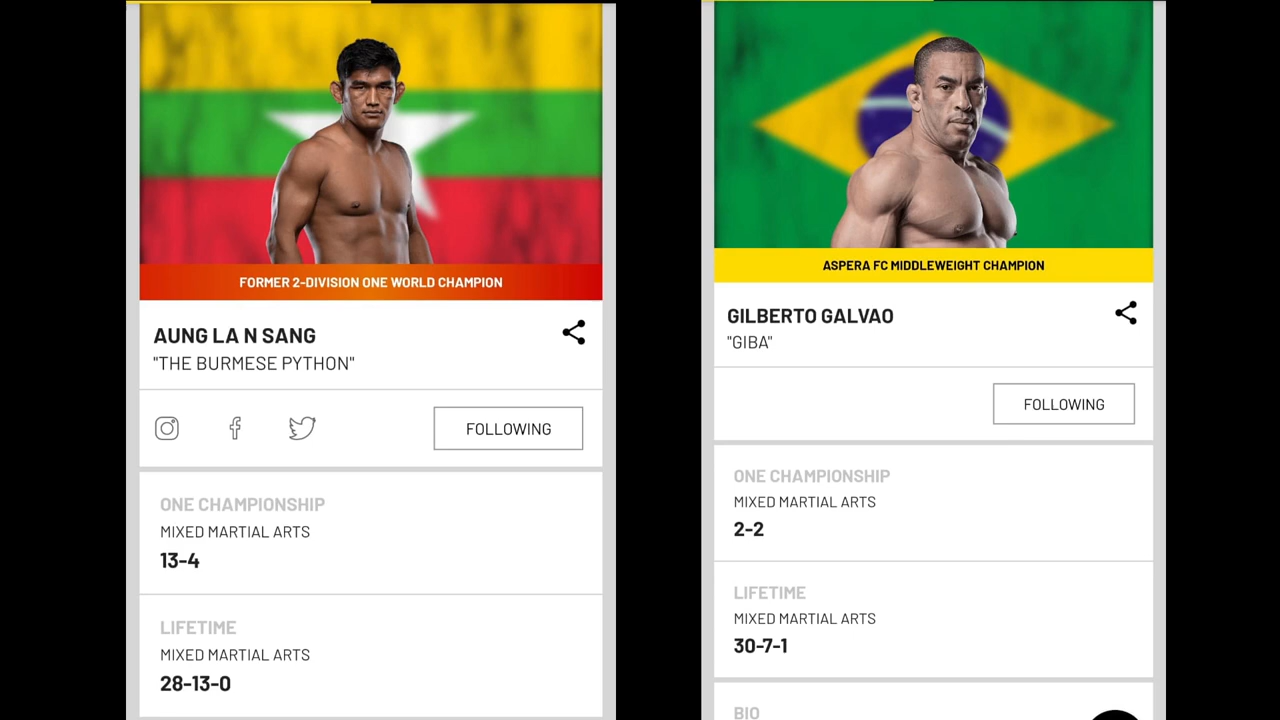 FORMER 2-DIVISION ONE WORLD CHAMPION
AUNG LA N SANG
"THE BURMESE PYTHON"
FOLLOWING
ONE CHAMPIONSHIP
MIXED MARTIAL ARTS
13-4
LIFETIME
MIXED MARTIAL ARTS
28-13-0
ASPERA FC MIDDLEWEIGHT CHAMPION
GILBERTO GALVAO
"GIBA"
FOLLOWING
ONE CHAMPIONSHIP
MIXED MARTIAL ARTS
2-2
LIFETIME
MIXED MARTIAL ARTS
30-7-1
BIO